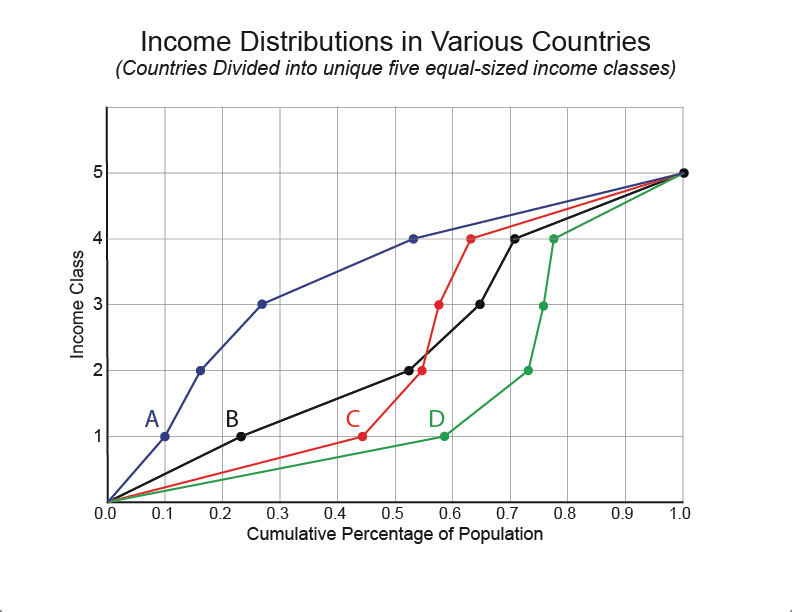 Income Distributions in Various Countries
(Countries Divided into unique five equal-sized income classes)
5
4
3
2
1
Income Class
A
B
C
D
0.0 0.1 0.2 0.3 0.4 0.5 0.6 0.7 0.8 0.9 1.0
Cumulative Percentage of Population